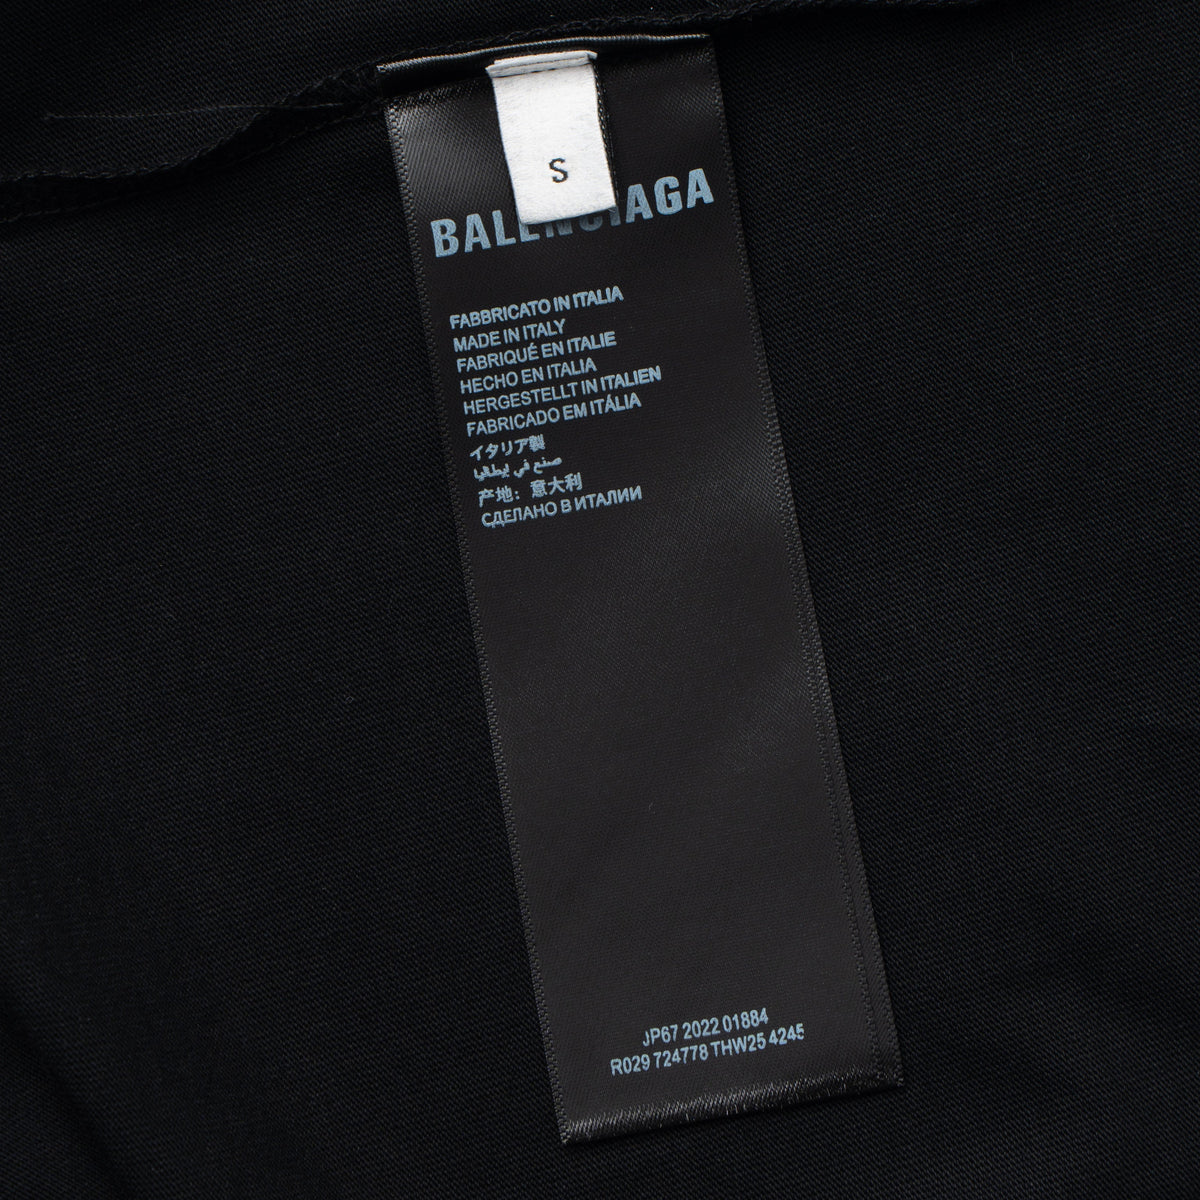 S
BALENCIAGA
FABBRICATO IN ITALIA
MADE IN ITALY
FABRIQUÉ EN ITALIE
HECHO EN ITALIA
HERGESTELLT IN ITALIEN
FABRICADO EM ITÁLIA
イタリア製
صنع في إيطاليا
产地：意大利
СДЕЛАНО В ИТАЛИИ
JP67 2022 01884
R029 724778 THW25 4245